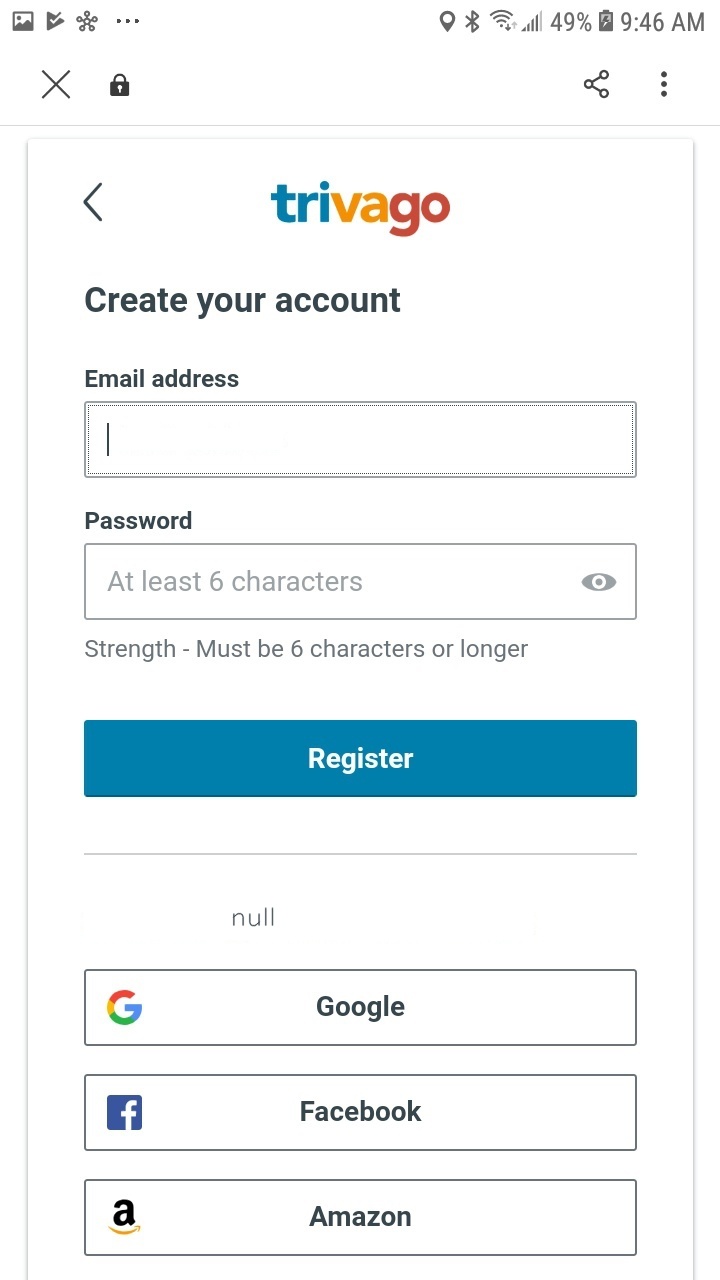 49% 9:46 AM
trivago
Create your account
Email address
Password
At least 6 characters
Strength - Must be 6 characters or longer
Register
null
Google
Facebook
Amazon